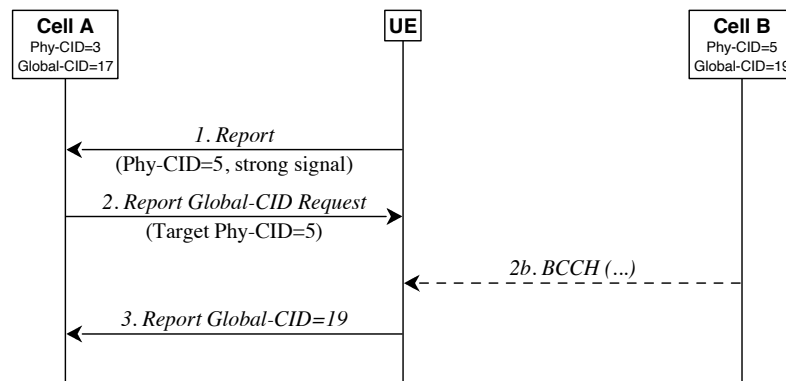 Cell A
Phy-CID=3
Global-CID=17
UE
Cell B
Phy-CID=5
Global-CID=19
1. Report
(Phy-CID=5, strong signal)
2. Report Global-CID Request
(Target Phy-CID=5)
2b. BCCH (...)
3. Report Global-CID=19